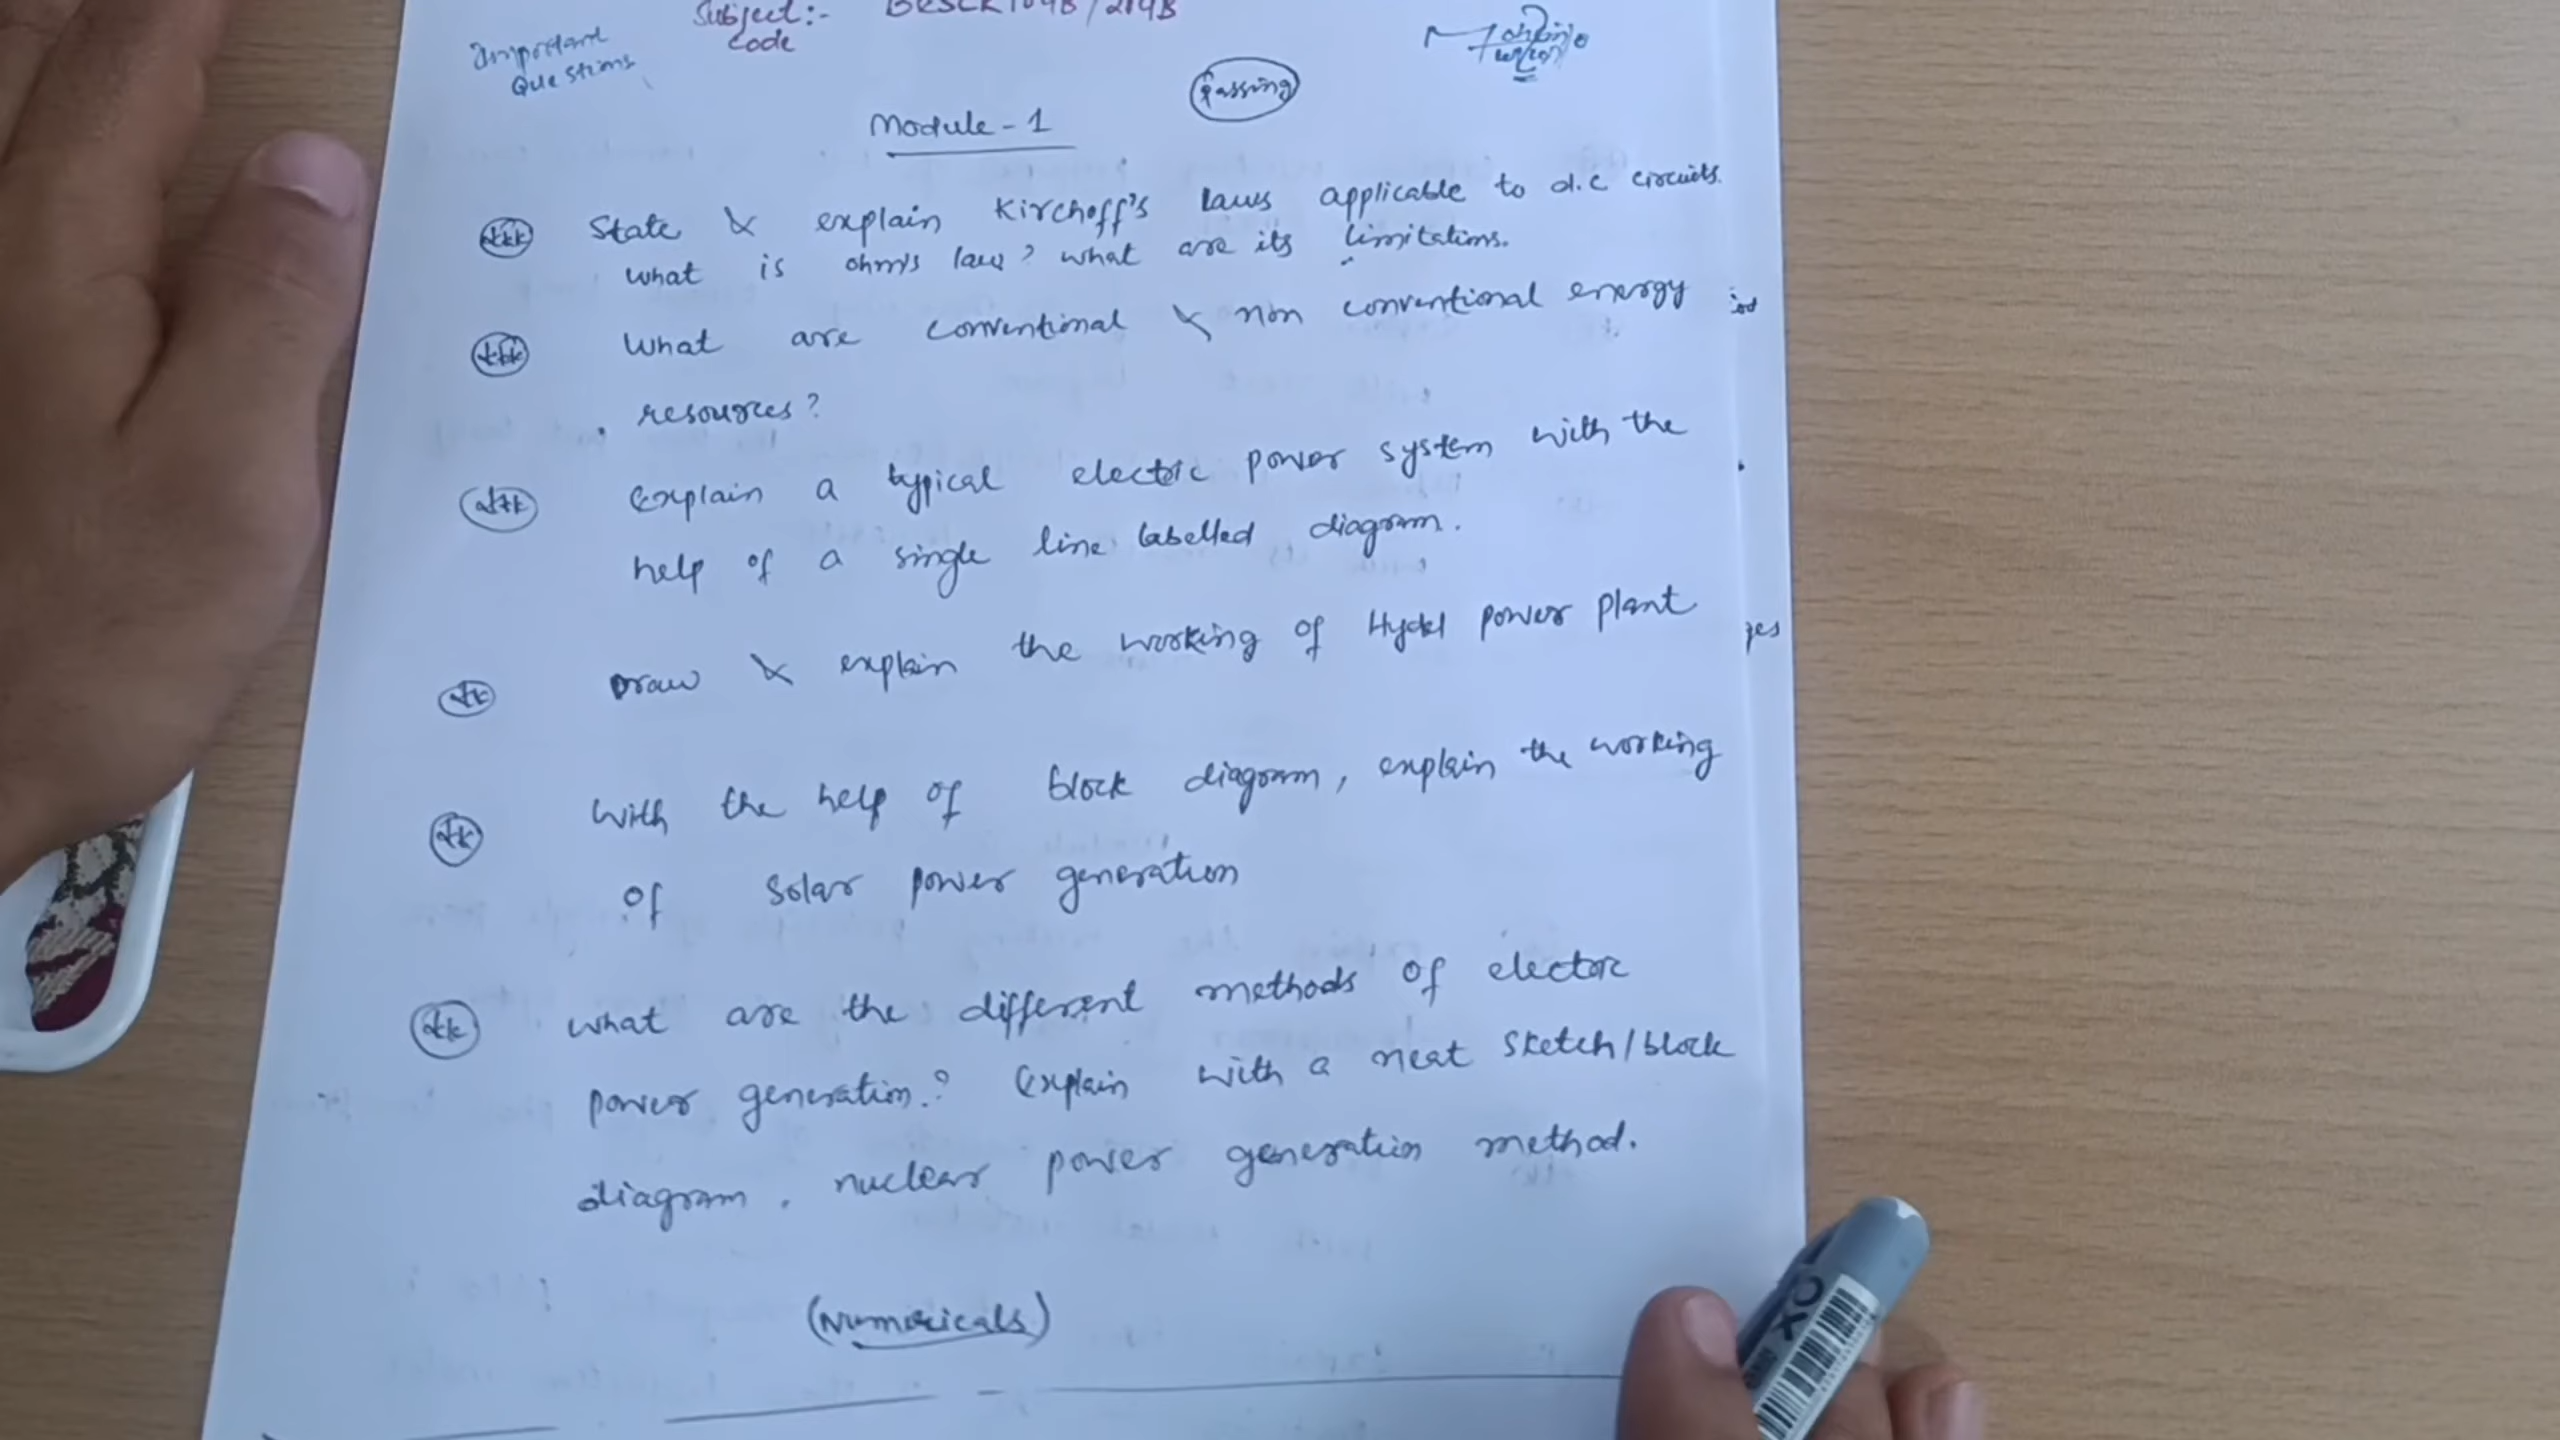 Subject:- BESCK104B/204B
Code
Important
Questions
Passing
Module - 1
*** State & explain Kirchoff's laws applicable to d.c circuits.
what is ohm's law? what are its limitations.
*** What are conventional & non conventional energy
resources?
*** Explain a typical electric power system with the
help of a single line labelled diagram.
** Draw & explain the working of Hydel power plant
** With the help of block diagram, explain the working
of Solar power generation
** What are the different methods of electric
power generation? Explain with a neat sketch/block
diagram. nuclear power generation method.
(Numericals)
OX